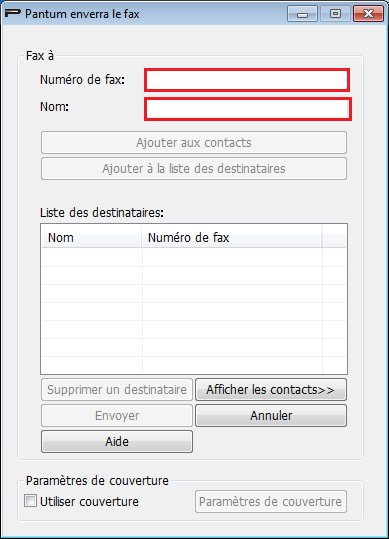 Pantum enverra le fax
Fax à
Numéro de fax:
Nom:
Ajouter aux contacts
Ajouter à la liste des destinataires
Liste des destinataires:
Nom Numéro de fax
Supprimer un destinataire Afficher les contacts>>
Envoyer Annuler
Aide
Paramètres de couverture
Utiliser couverture Paramètres de couverture